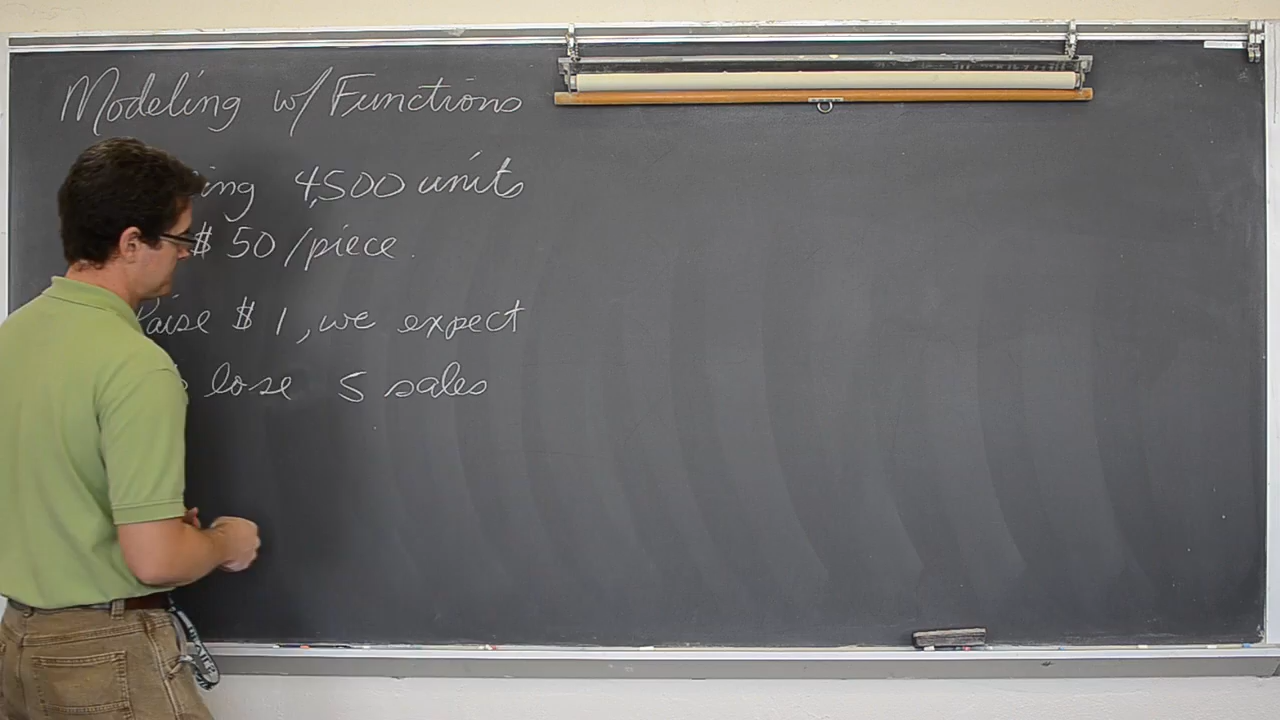 Modeling w/ Functions
ing 4,500 units
$ 50 /piece.
Raise $ 1, we expect
lose 5 sales